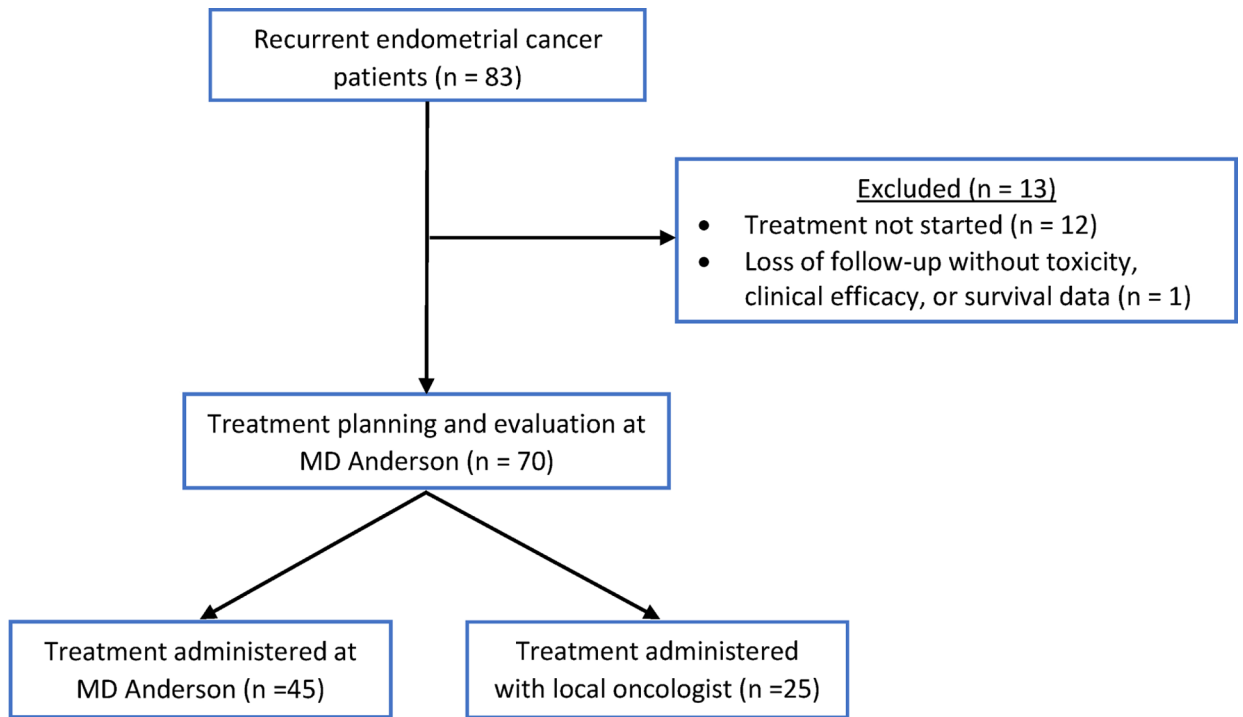 Recurrent endometrial cancer
patients (n = 83)
Excluded (n = 13)
• Treatment not started (n = 12)
• Loss of follow-up without toxicity,
clinical efficacy, or survival data (n = 1)
Treatment planning and evaluation at
MD Anderson (n = 70)
Treatment administered at
MD Anderson (n =45)
Treatment administered
with local oncologist (n =25)